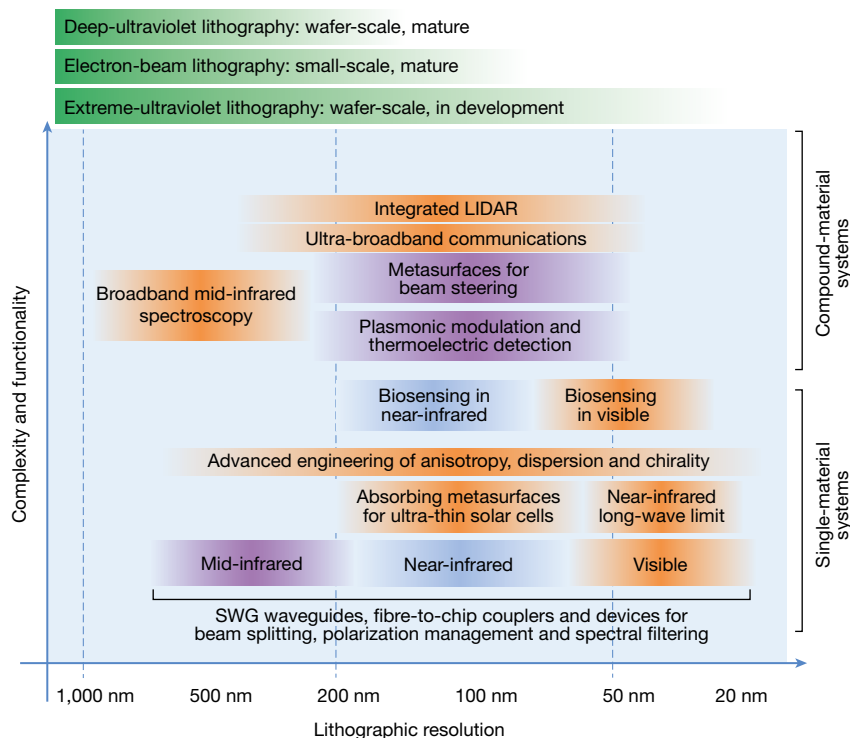 Deep-ultraviolet lithography: wafer-scale, mature
Electron-beam lithography: small-scale, mature
Extreme-ultraviolet lithography: wafer-scale, in development
Integrated LIDAR
Ultra-broadband communications
Metasurfaces for
beam steering
Broadband mid-infrared
spectroscopy
Plasmonic modulation and
thermoelectric detection
Compound-material
systems
Biosensing in
near-infrared
Biosensing
in visible
Advanced engineering of anisotropy, dispersion and chirality
Absorbing metasurfaces
for ultra-thin solar cells
Near-infrared
long-wave limit
Mid-infrared
Near-infrared
Visible
SWG waveguides, fibre-to-chip couplers and devices for
beam splitting, polarization management and spectral filtering
Single-material
systems
Complexity and functionality
1,000 nm
500 nm
200 nm
100 nm
50 nm
20 nm
Lithographic resolution